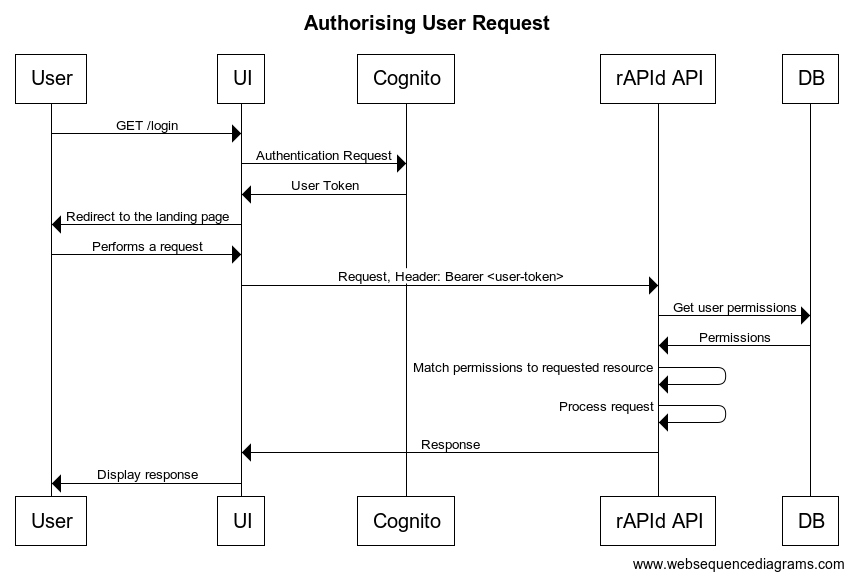 Authorising User Request
User
UI
Cognito
rAPId API
DB
GET /login
Authentication Request
User Token
Redirect to the landing page
Performs a request
Request, Header: Bearer <user-token>
Get user permissions
Permissions
Match permissions to requested resource
Process request
Response
Display response
User
UI
Cognito
rAPId API
DB
www.websequencediagrams.com